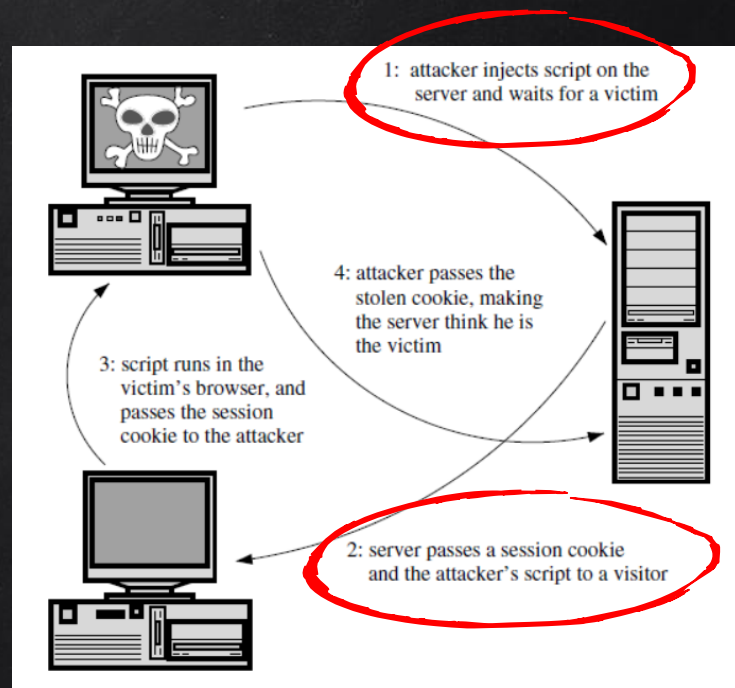 1: attacker injects script on the
server and waits for a victim
4: attacker passes the
stolen cookie, making
the server think he is
the victim
3: script runs in the
victim's browser, and
passes the session
cookie to the attacker
2: server passes a session cookie
and the attacker's script to a visitor